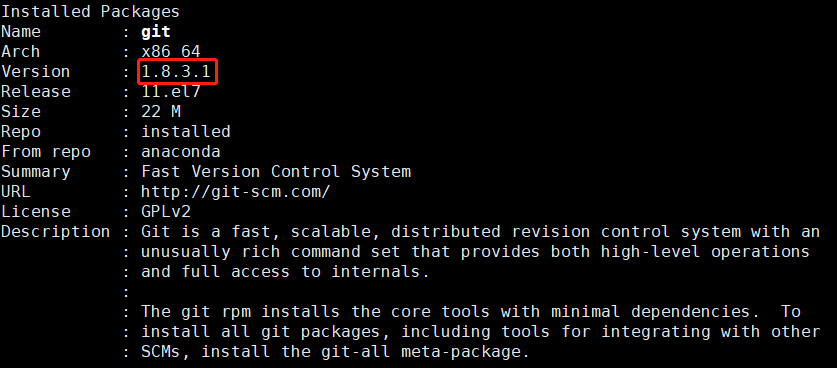 Installed Packages
Name        : git
Arch        : x86_64
Version     : 1.8.3.1
Release     : 11.el7
Size        : 22 M
Repo        : installed
From repo   : anaconda
Summary     : Fast Version Control System
URL         : http://git-scm.com/
License     : GPLv2
Description : Git is a fast, scalable, distributed revision control system with an
            : unusually rich command set that provides both high-level operations
            : and full access to internals.
            :
            : The git rpm installs the core tools with minimal dependencies.  To
            : install all git packages, including tools for integrating with other
            : SCMs, install the git-all meta-package.